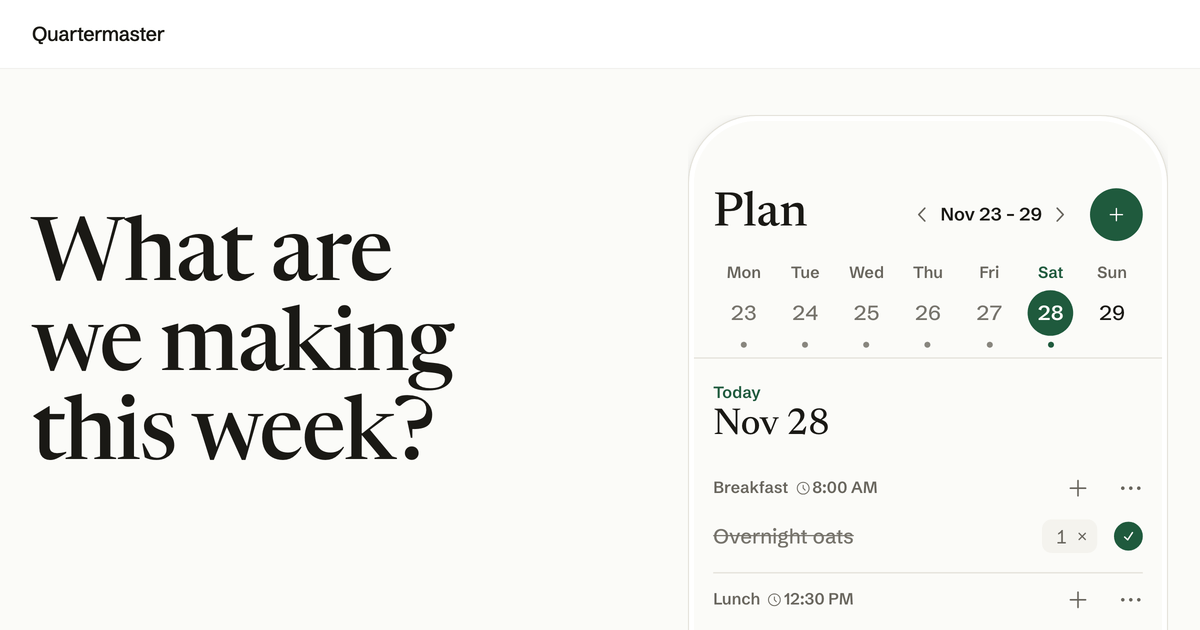 Quartermaster
What are
we making
this week?
Plan
Nov 23 – 29
Mon Tue Wed Thu Fri Sat Sun
23 24 25 26 27 28 29
Today
Nov 28
Breakfast 8:00 AM
Overnight oats 1 ×
Lunch 12:30 PM